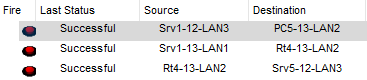 Fire Last Status Source Destination
Successful Srv1-12-LAN3 PC5-13-LAN2
Successful Srv1-13-LAN1 Rt4-13-LAN2
Successful Rt4-13-LAN2 Srv5-12-LAN3